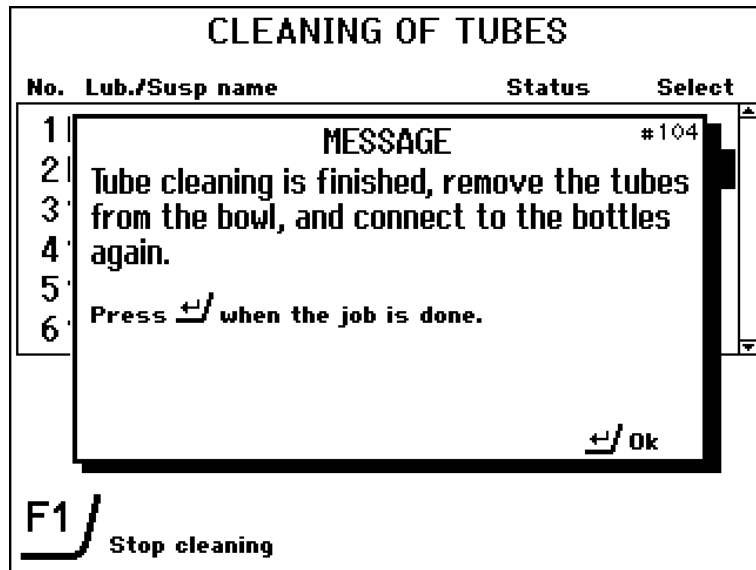 CLEANING OF TUBES
No. Lub./Susp name Status Select
MESSAGE #104
1
2 Tube cleaning is finished, remove the tubes
3 from the bowl, and connect to the bottles
4 again.
5
Press ↵ when the job is done.
6
↵ Ok
F1 Stop cleaning